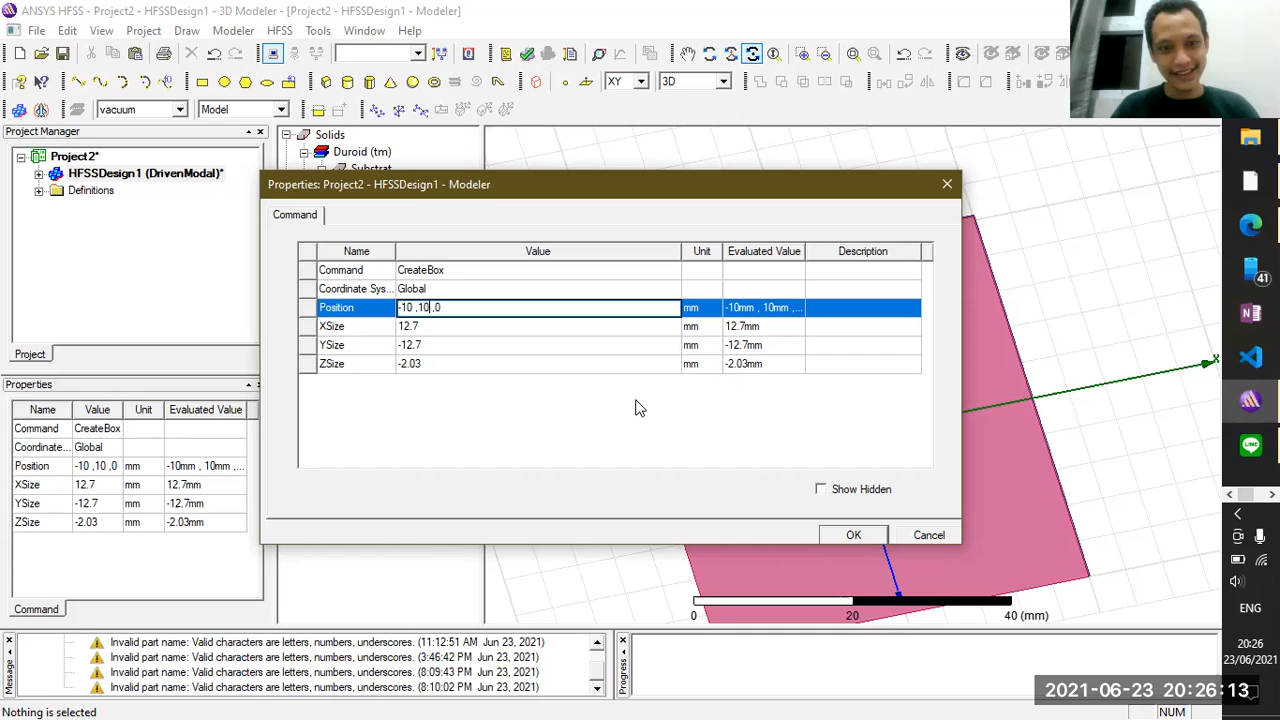 ANSYS HFSS - Project2 - HFSSDesign1 - 3D Modeler - [Project2 - HFSSDesign1 - Modeler]
File Edit View Project Draw Modeler HFSS Tools Window Help
XY 3D
vacuum Model
Project Manager
Project2*
HFSSDesign1 (DrivenModal)*
Definitions
Project
Solids
Duroid (tm)
Substrat
Properties: Project2 - HFSSDesign1 - Modeler
Command
Name Value Unit Evaluated Value Description
Command CreateBox
Coordinate Sys... Global
Position -10 ,10 ,0 mm -10mm , 10mm ,...
XSize 12.7 mm 12.7mm
YSize -12.7 mm -12.7mm
ZSize -2.03 mm -2.03mm
Show Hidden
OK Cancel
Properties
Name Value Unit Evaluated Value
Command CreateBox
Coordinate... Global
Position -10 ,10 ,0 mm -10mm , 10mm ,...
XSize 12.7 mm 12.7mm
YSize -12.7 mm -12.7mm
ZSize -2.03 mm -2.03mm
Command
X
0 20 40 (mm)
Message
Invalid part name: Valid characters are letters, numbers, underscores. (11:12:51 AM Jun 23, 2021)
Invalid part name: Valid characters are letters, numbers, underscores. (3:46:42 PM Jun 23, 2021)
Invalid part name: Valid characters are letters, numbers, underscores. (8:09:43 PM Jun 23, 2021)
Invalid part name: Valid characters are letters, numbers, underscores. (8:10:02 PM Jun 23, 2021)
Progress
Nothing is selected
NUM
41
ENG
20:26
23/06/2021
2021-06-23 20:26:13